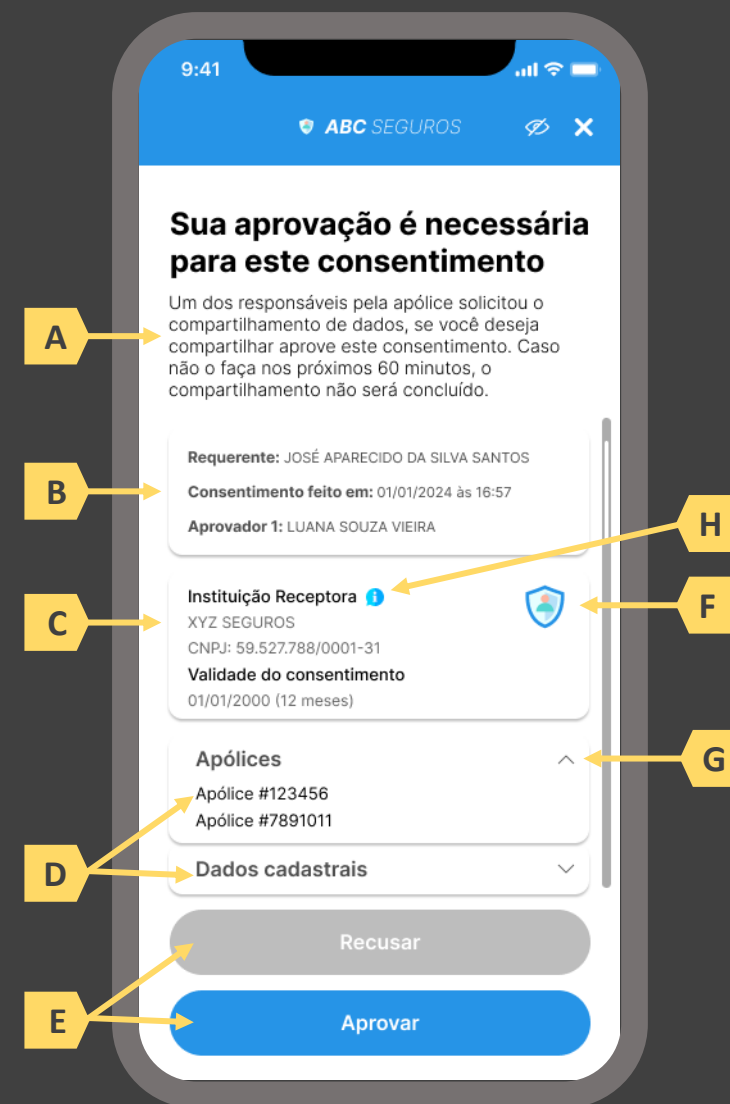 9:41
ABC SEGUROS
Sua aprovação é necessária
para este consentimento
A
Um dos responsáveis pela apólice solicitou o
compartilhamento de dados, se você deseja
compartilhar aprove este consentimento. Caso
não o faça nos próximos 60 minutos, o
compartilhamento não será concluído.
B
Requerente: JOSÉ APARECIDO DA SILVA SANTOS
Consentimento feito em: 01/01/2024 às 16:57
Aprovador 1: LUANA SOUZA VIEIRA
H
C
Instituição Receptora i
XYZ SEGUROS
CNPJ: 59.527.788/0001-31
Validade do consentimento
01/01/2000 (12 meses)
F
G
D
Apólices
Apólice #123456
Apólice #7891011
Dados cadastrais
E
Recusar
Aprovar